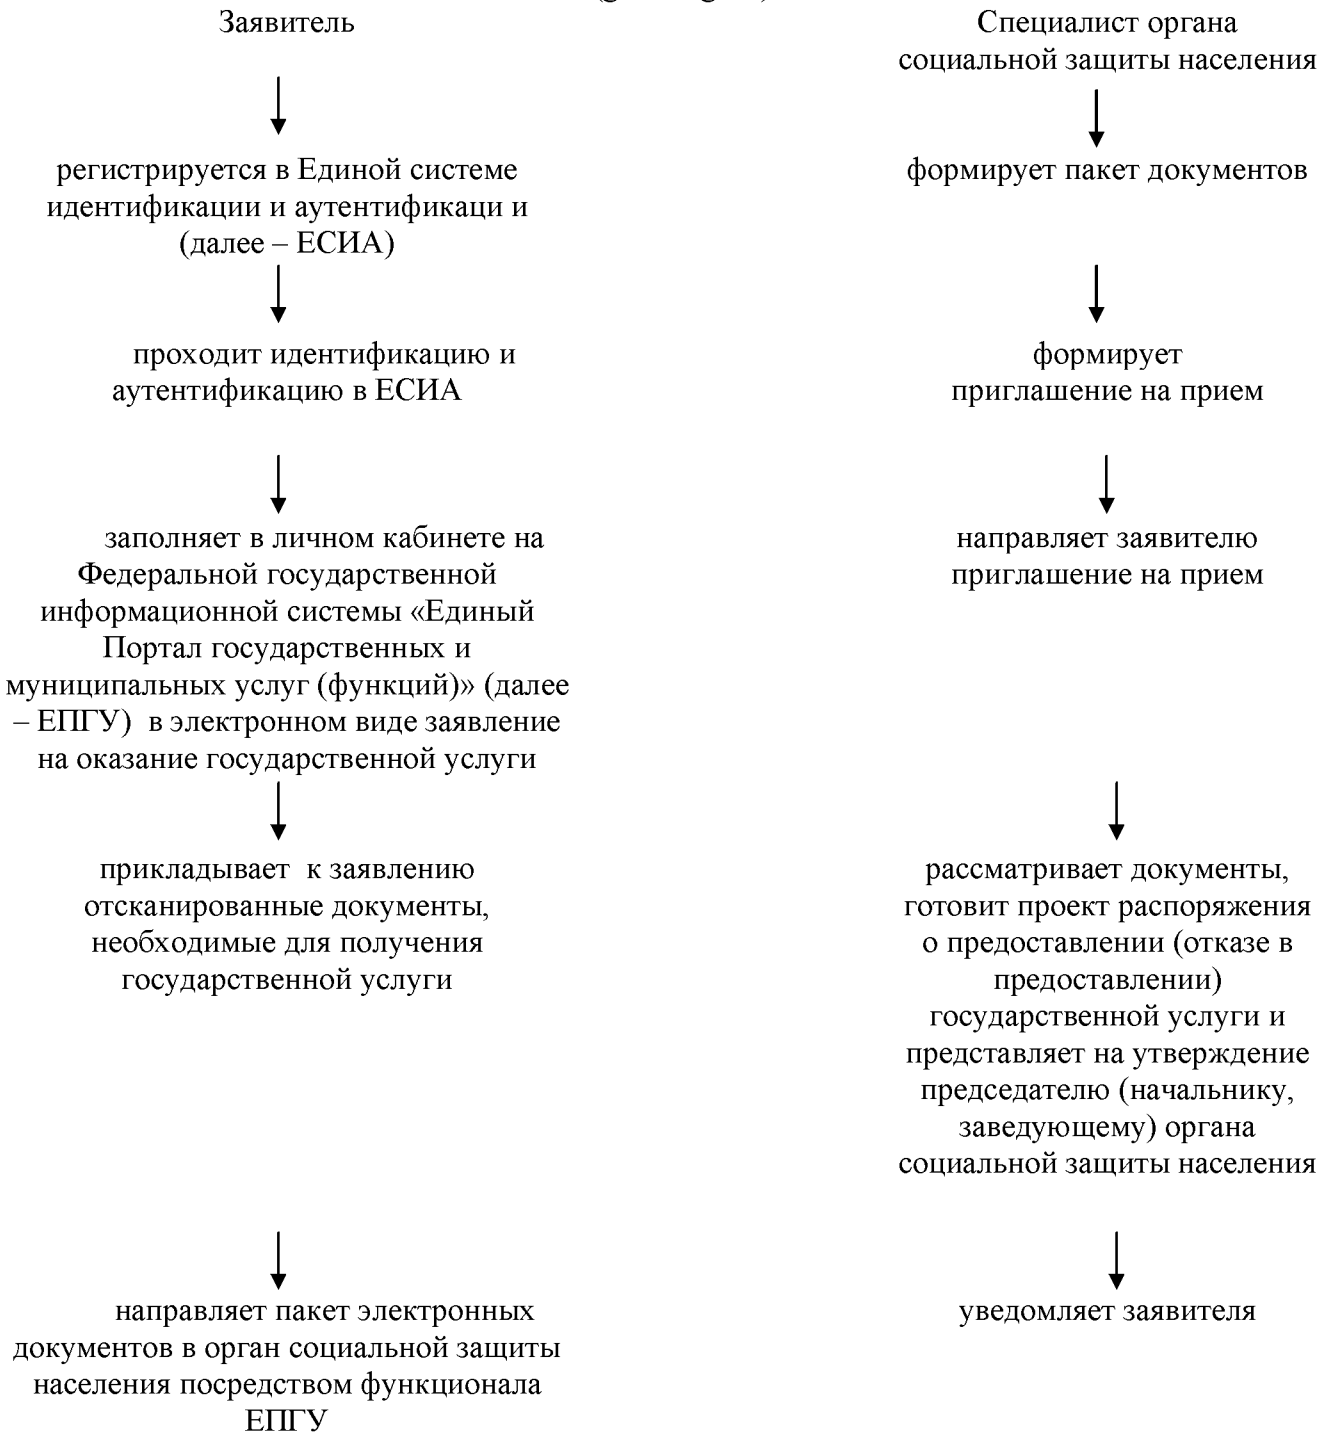 Заявитель
регистрируется в Единой системе
идентификации и аутентификаци и
(далее – ЕСИА)
проходит идентификацию и
аутентификацию в ЕСИА
заполняет в личном кабинете на
Федеральной государственной
информационной системы «Единый
Портал государственных и
муниципальных услуг (функций)» (далее
– ЕПГУ)  в электронном виде заявление
на оказание государственной услуги
прикладывает  к заявлению
отсканированные документы,
необходимые для получения
государственной услуги
направляет пакет электронных
документов в орган социальной защиты
населения посредством функционала
ЕПГУ
Специалист органа
социальной защиты населения
формирует пакет документов
формирует
приглашение на прием
направляет заявителю
приглашение на прием
рассматривает документы,
готовит проект распоряжения
о предоставлении (отказе в
предоставлении)
государственной услуги и
представляет на утверждение
председателю (начальнику,
заведующему) органа
социальной защиты населения
уведомляет заявителя